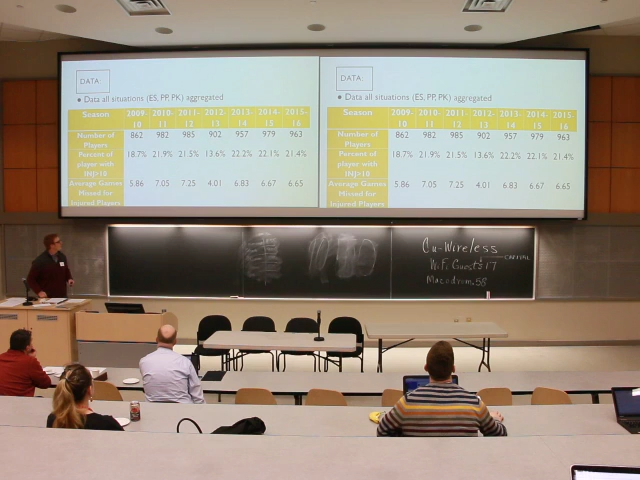 DATA:
• Data all situations (ES, PP, PK) aggregated
Season 2009-10 2010-11 2011-12 2012-13 2013-14 2014-15 2015-16
Number of Players 862 982 985 902 957 979 963
Percent of player with INJ>10 18.7% 21.9% 21.5% 13.6% 22.2% 22.1% 21.4%
Average Games Missed for Injured Players 5.86 7.05 7.25 4.01 6.83 6.67 6.65
DATA:
• Data all situations (ES, PP, PK) aggregated
Season 2009-10 2010-11 2011-12 2012-13 2013-14 2014-15 2015-16
Number of Players 862 982 985 902 957 979 963
Percent of player with INJ>10 18.7% 21.9% 21.5% 13.6% 22.2% 22.1% 21.4%
Average Games Missed for Injured Players 5.86 7.05 7.25 4.01 6.83 6.67 6.65
Cu-Wireless
CAPITAL
WiFi Guests 17